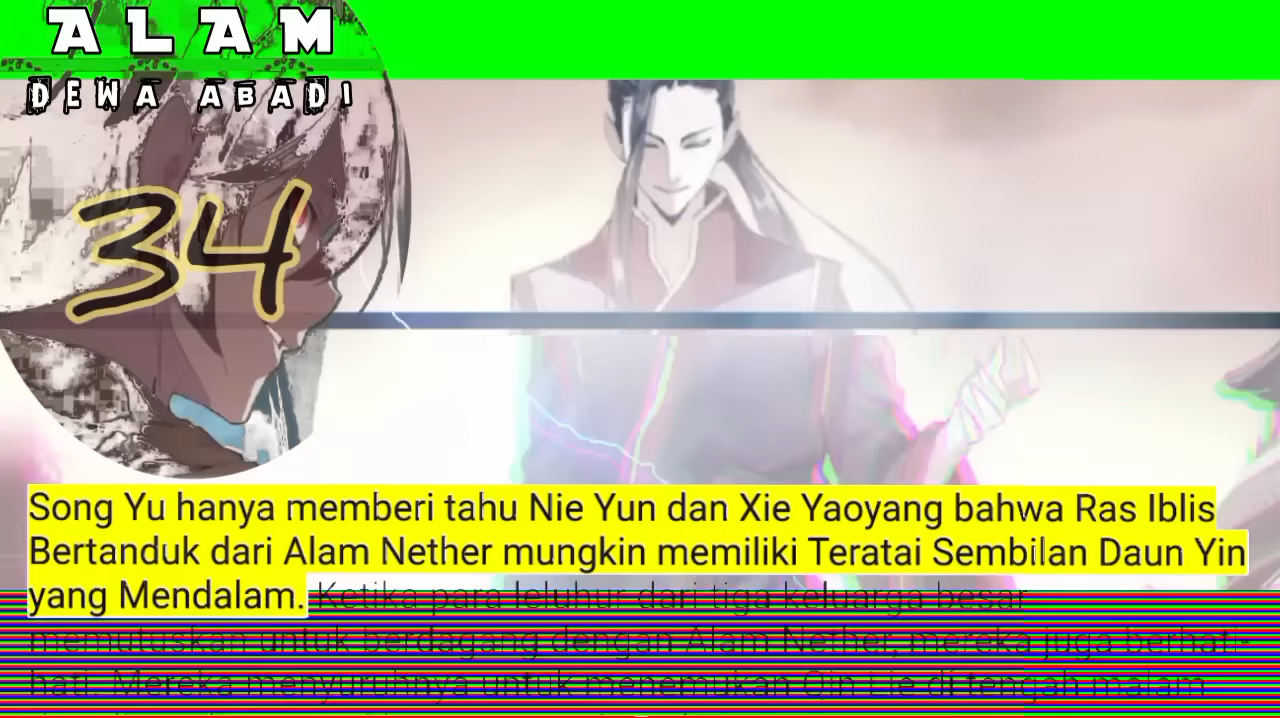 ALAM
DEWA ABADI
34
Song Yu hanya memberi tahu Nie Yun dan Xie Yaoyang bahwa Ras Iblis
Bertanduk dari Alam Nether mungkin memiliki Teratai Sembilan Daun Yin
yang Mendalam. Ketika para leluhur dari tiga keluarga besar
memutuskan untuk berdagang dengan Alam Nether, mereka juga berhati-
hati. Mereka menyuruhnya untuk menemukan Qin Lie di tengah malam